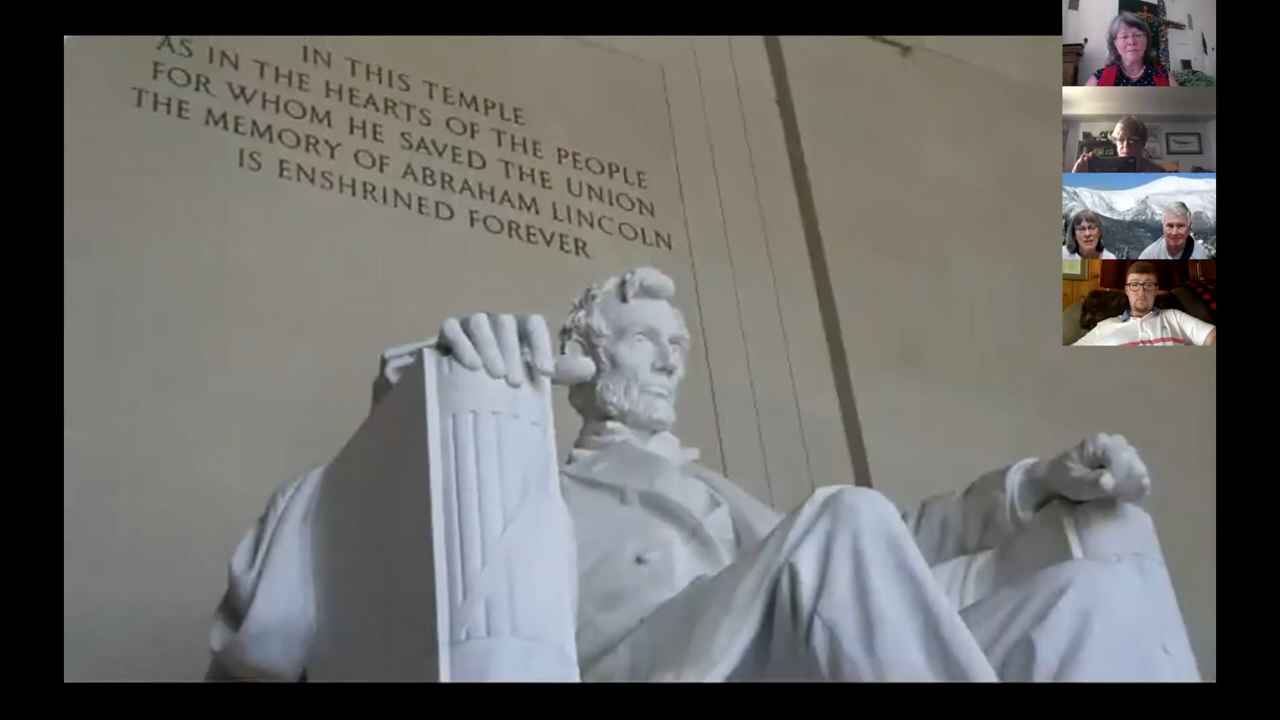 IN THIS TEMPLE
AS IN THE HEARTS OF THE PEOPLE
FOR WHOM HE SAVED THE UNION
THE MEMORY OF ABRAHAM LINCOLN
IS ENSHRINED FOREVER